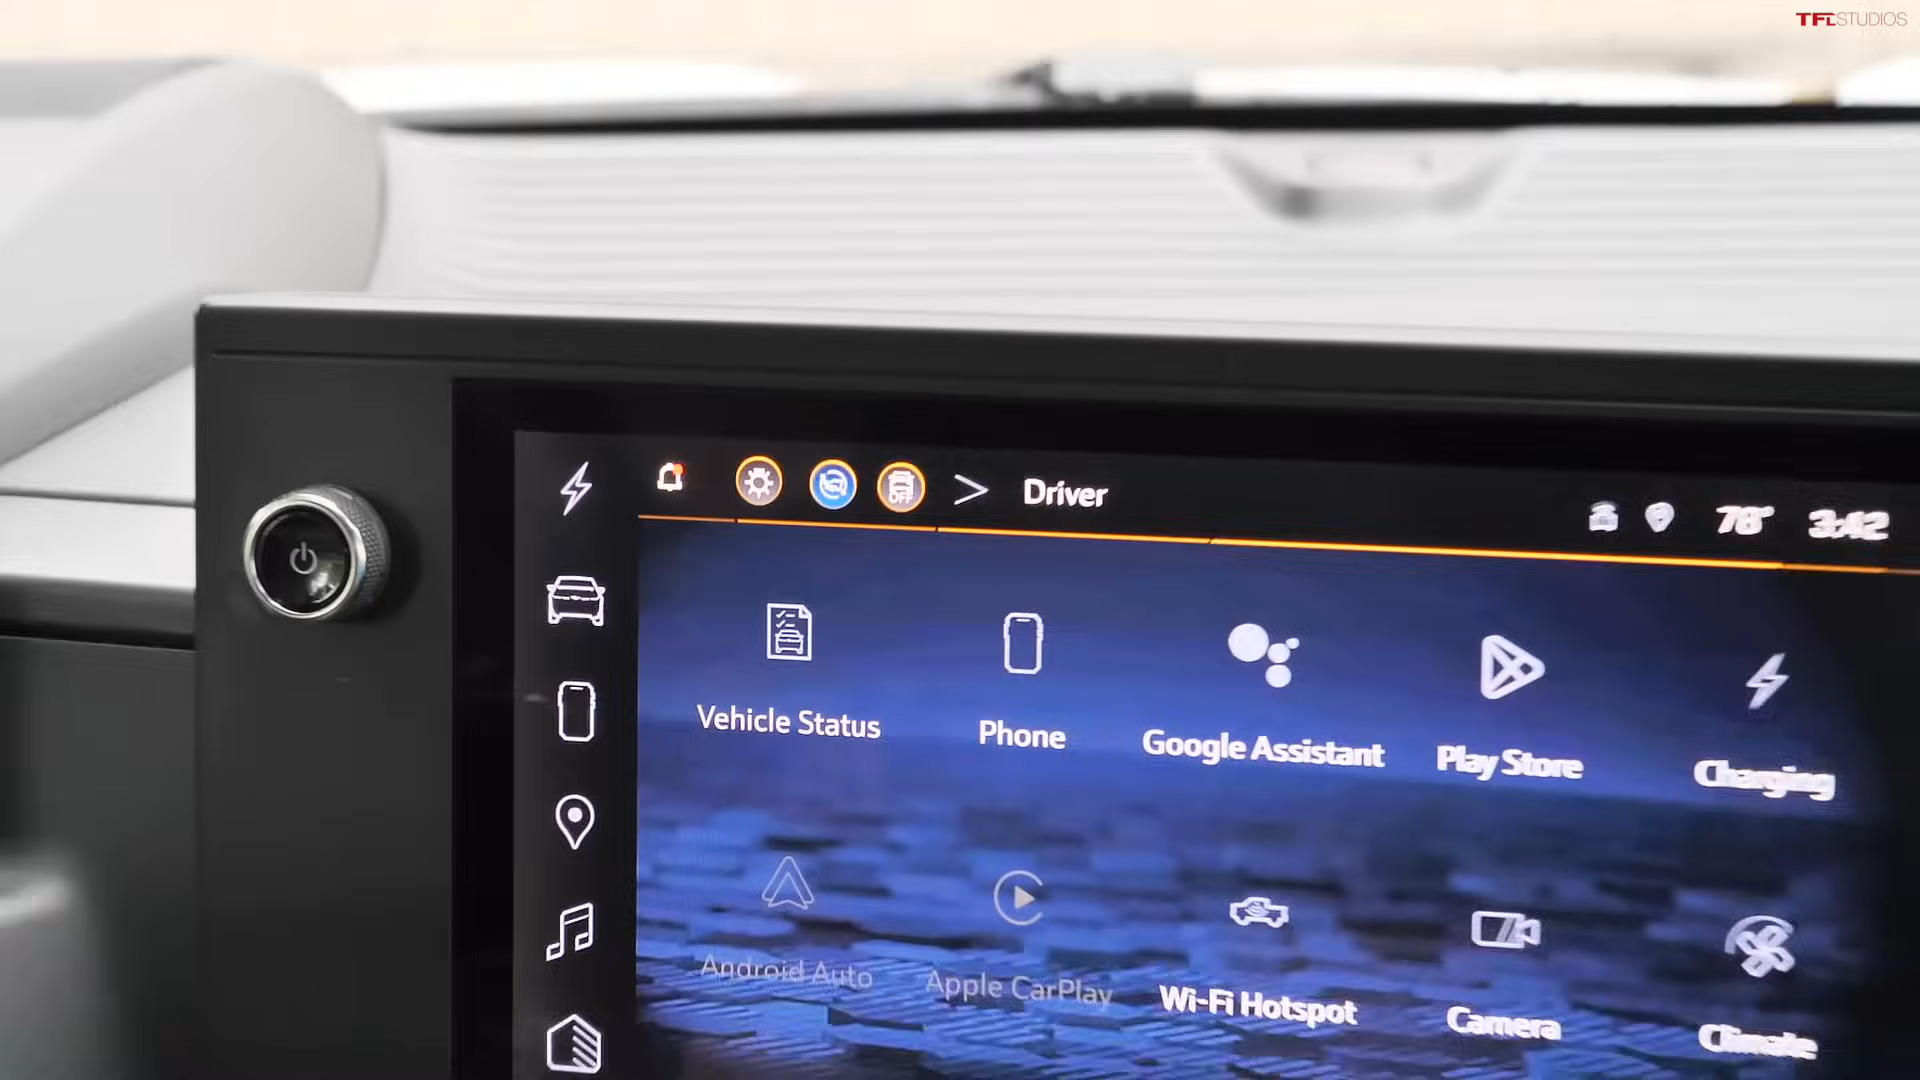 TFLSTUDIOS
OFF
Driver
78°
3:42
Vehicle Status
Phone
Google Assistant
Play Store
Charging
Android Auto
Apple CarPlay
Wi-Fi Hotspot
Camera
Climate